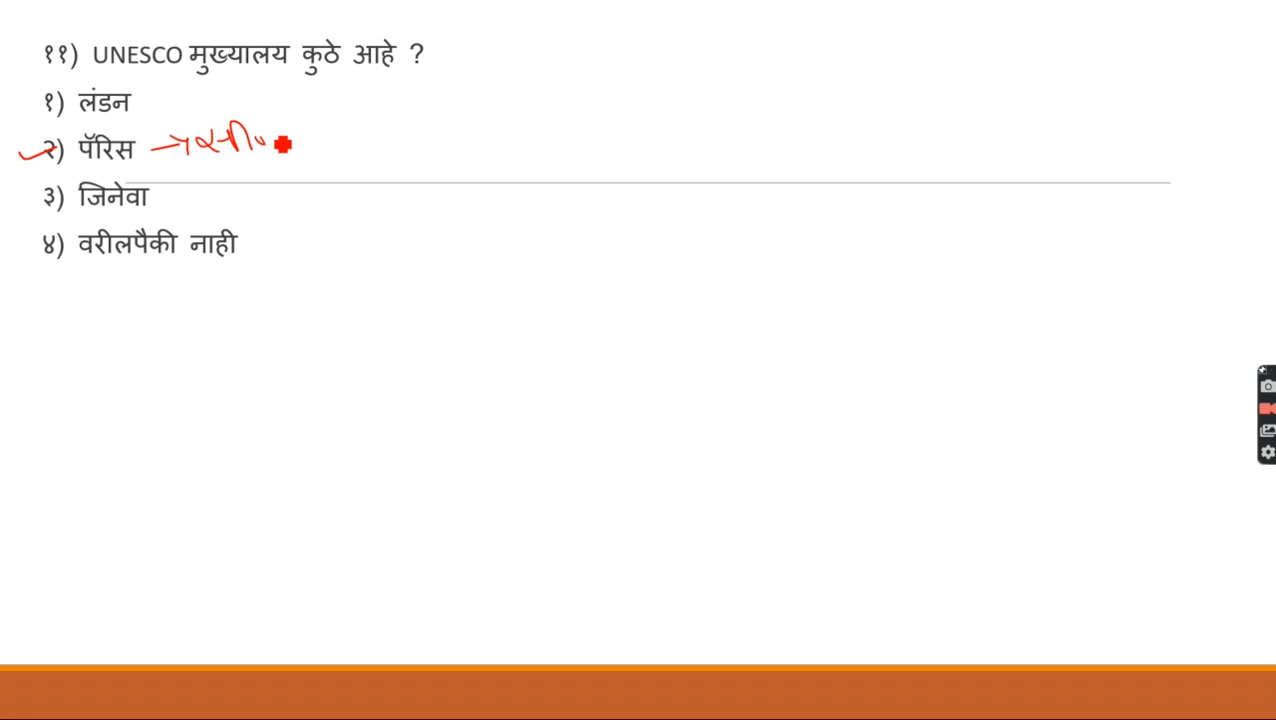 ११) UNESCO मुख्यालय कुठे आहे ?
१) लंडन
२) पॅरिस →
३) जिनेवा
४) वरीलपैकी नाही